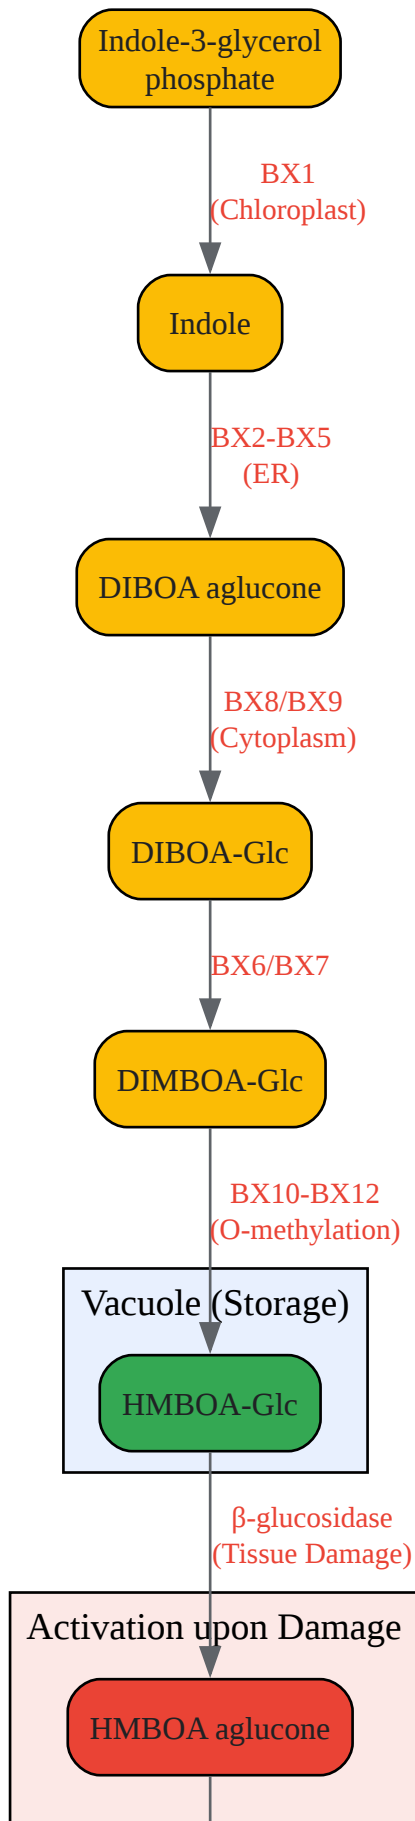 Indole-3-glycerol
phosphate
BX1
(Chloroplast)
Indole
BX2-BX5
(ER)
DIBOA aglucone
BX8/BX9
(Cytoplasm)
DIBOA-Glc
BX6/BX7
DIMBOA-Glc
BX10-BX12
(O-methylation)
Vacuole (Storage)
HMBOA-Glc
β-glucosidase
(Tissue Damage)
Activation upon Damage
HMBOA aglucone